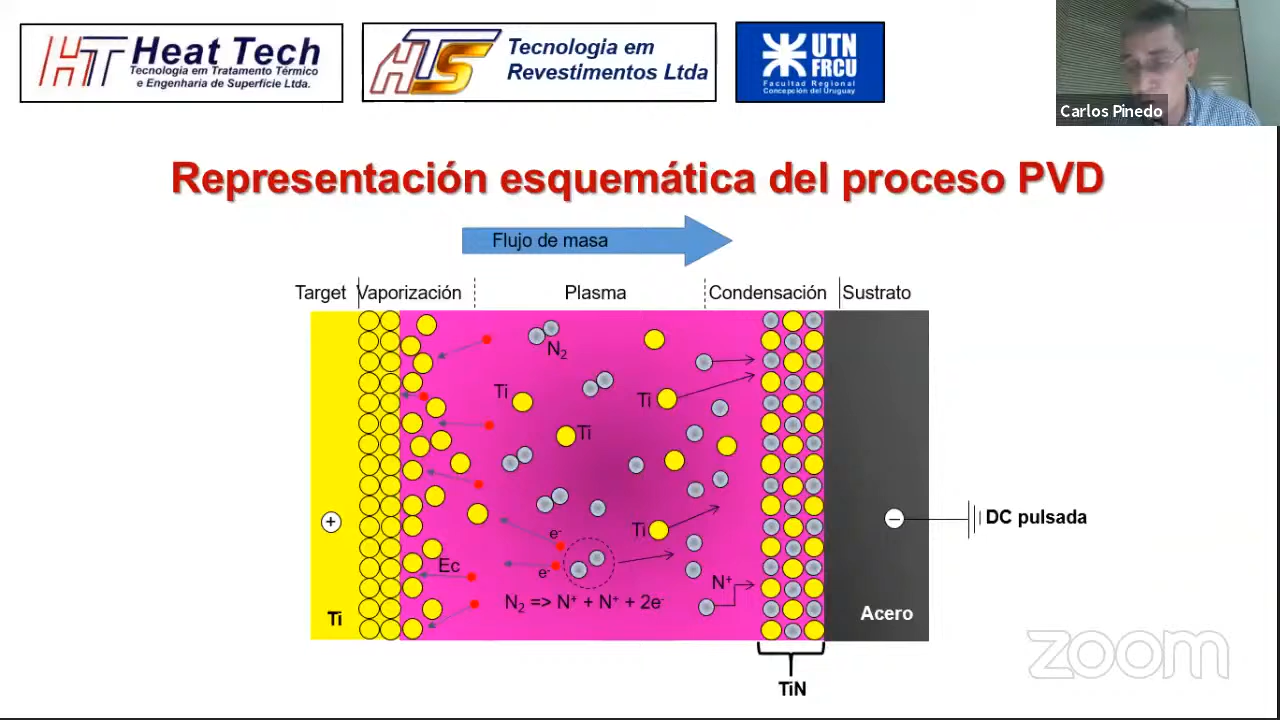 HT Heat Tech
Tecnologia em Tratamento Térmico
e Engenharia de Superfície Ltda.
HTS
Tecnologia em
Revestimentos Ltda
UTN
FRCU
Facultad Regional
Concepción del Uruguay
Carlos Pinedo
Representación esquemática del proceso PVD
Flujo de masa
Target
Vaporización
Plasma
Condensación
Sustrato
N₂
Ti
Ti
Ti
+
−
DC pulsada
Ti
e-
e-
Ec
N⁺
N₂ => N⁺ + N⁺ + 2e-
Ti
Acero
zoom
TiN